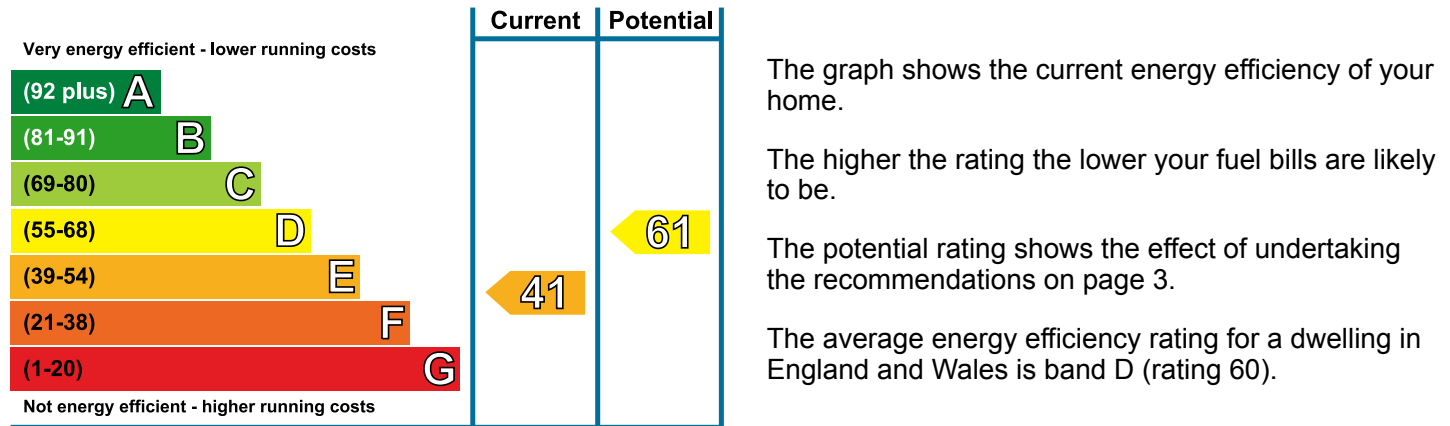 Current Potential
Very energy efficient - lower running costs
(92 plus) A
(81-91) B
(69-80) C
(55-68) D
61
(39-54) E
41
(21-38) F
(1-20) G
Not energy efficient - higher running costs
The graph shows the current energy efficiency of your
home.
The higher the rating the lower your fuel bills are likely
to be.
The potential rating shows the effect of undertaking
the recommendations on page 3.
The average energy efficiency rating for a dwelling in
England and Wales is band D (rating 60).